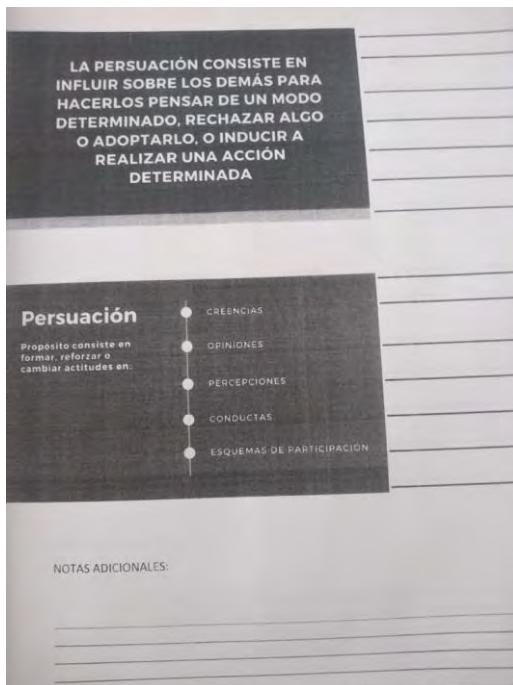 LA PERSUACIÓN CONSISTE EN
INFLUIR SOBRE LOS DEMÁS PARA
HACERLOS PENSAR DE UN MODO
DETERMINADO, RECHAZAR ALGO
O ADOPTARLO, O INDUCIR A
REALIZAR UNA ACCIÓN
DETERMINADA
Persuación
Propósito consiste en
formar, reforzar o
cambiar actitudes en:
CREENCIAS
OPINIONES
PERCEPCIONES
CONDUCTAS
ESQUEMAS DE PARTICIPACIÓN
NOTAS ADICIONALES: